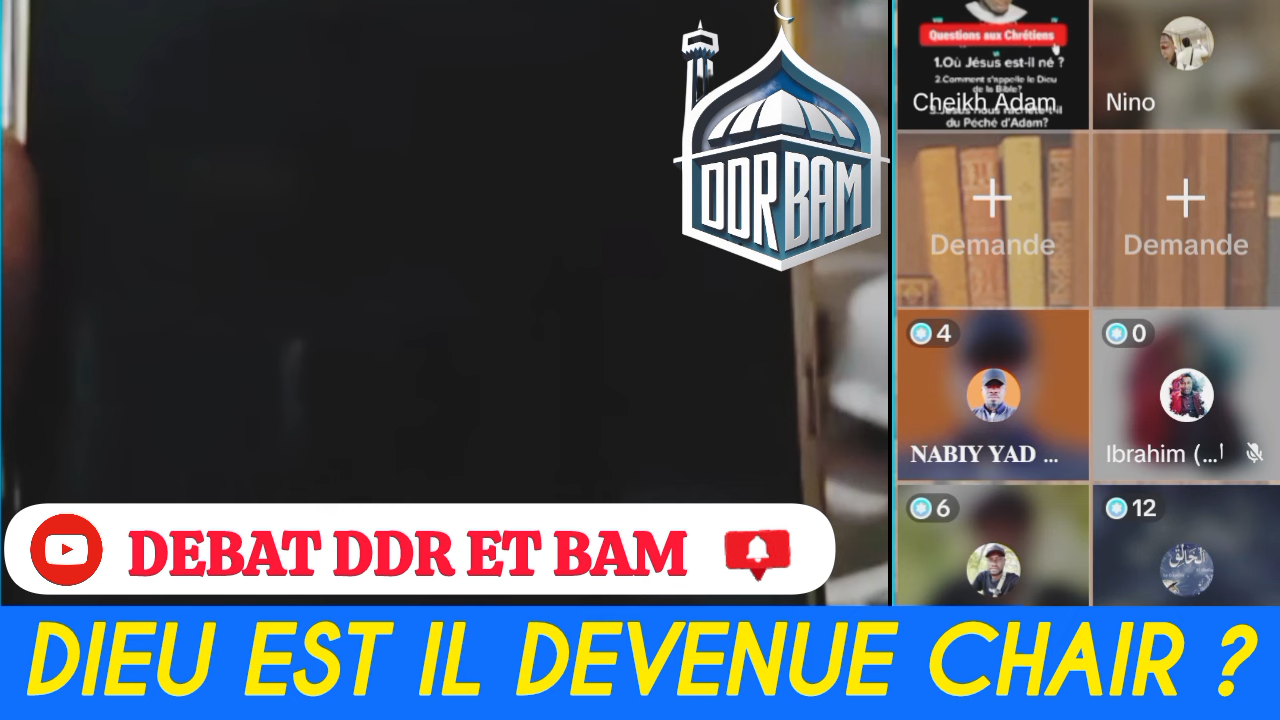 Questions aux Chrétiens
1.Où Jésus est-il né ?
2.Comment s'appelle le Dieu
de la Bible?
Cheikh Adam
du Péché d'Adam?
Nino
DDR BAM
Demande
Demande
4
NABIY YAD ...
0
Ibrahim (...
6
12
الخالق
DEBAT DDR ET BAM
DIEU EST IL DEVENUE CHAIR ?